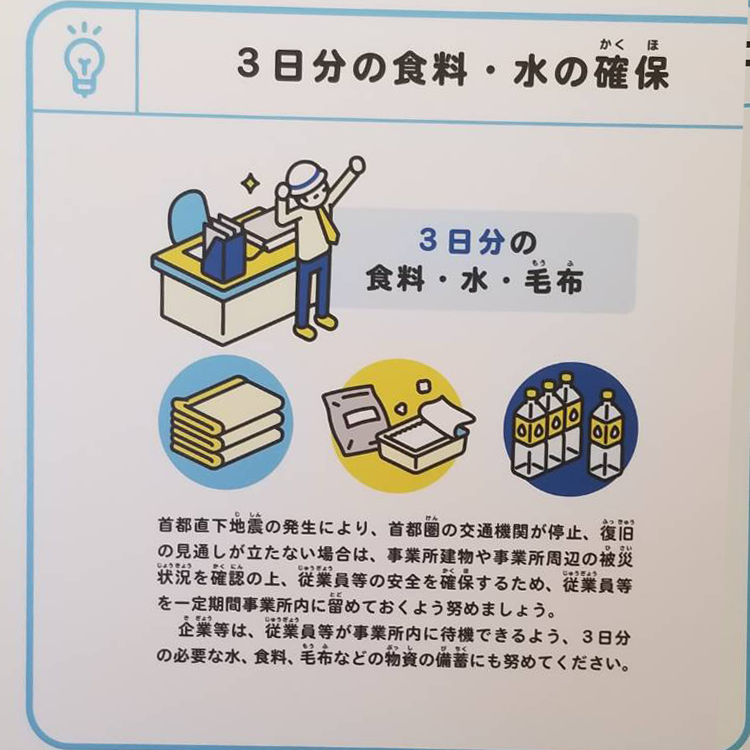 3日分の食料・水の確保
3日分の
食料・水・毛布
首都直下地震の発生により、首都圏の交通機関が停止、復旧
の見通しが立たない場合は、事業所建物や事業所周辺の被災
状況を確認の上、従業員等の安全を確保するため、従業員等
を一定期間事業所内に留めておくよう努めましょう。
企業等は、従業員等が事業所内に待機できるよう、3日分
の必要な水、食料、毛布などの物資の備蓄にも努めてください。